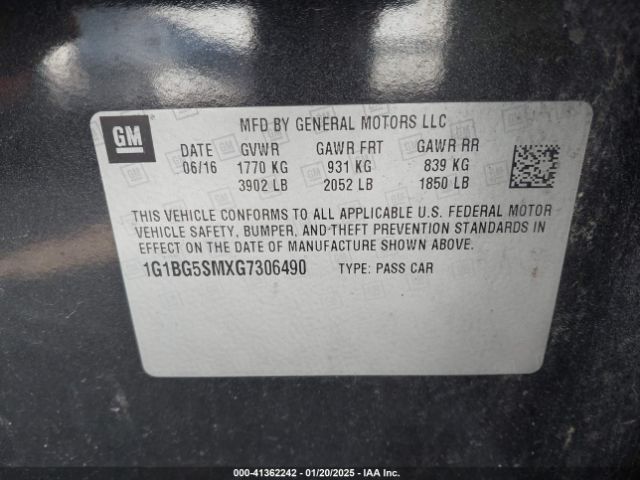 GM
MFD BY GENERAL MOTORS LLC
DATE GVWR GAWR FRT GAWR RR
06/16 1770 KG 931 KG 839 KG
3902 LB 2052 LB 1850 LB
THIS VEHICLE CONFORMS TO ALL APPLICABLE U.S. FEDERAL MOTOR
VEHICLE SAFETY, BUMPER, AND THEFT PREVENTION STANDARDS IN
EFFECT ON THE DATE OF MANUFACTURE SHOWN ABOVE.
1G1BG5SMXG7306490 TYPE: PASS CAR
000-41362242 - 01/20/2025 - IAA Inc.